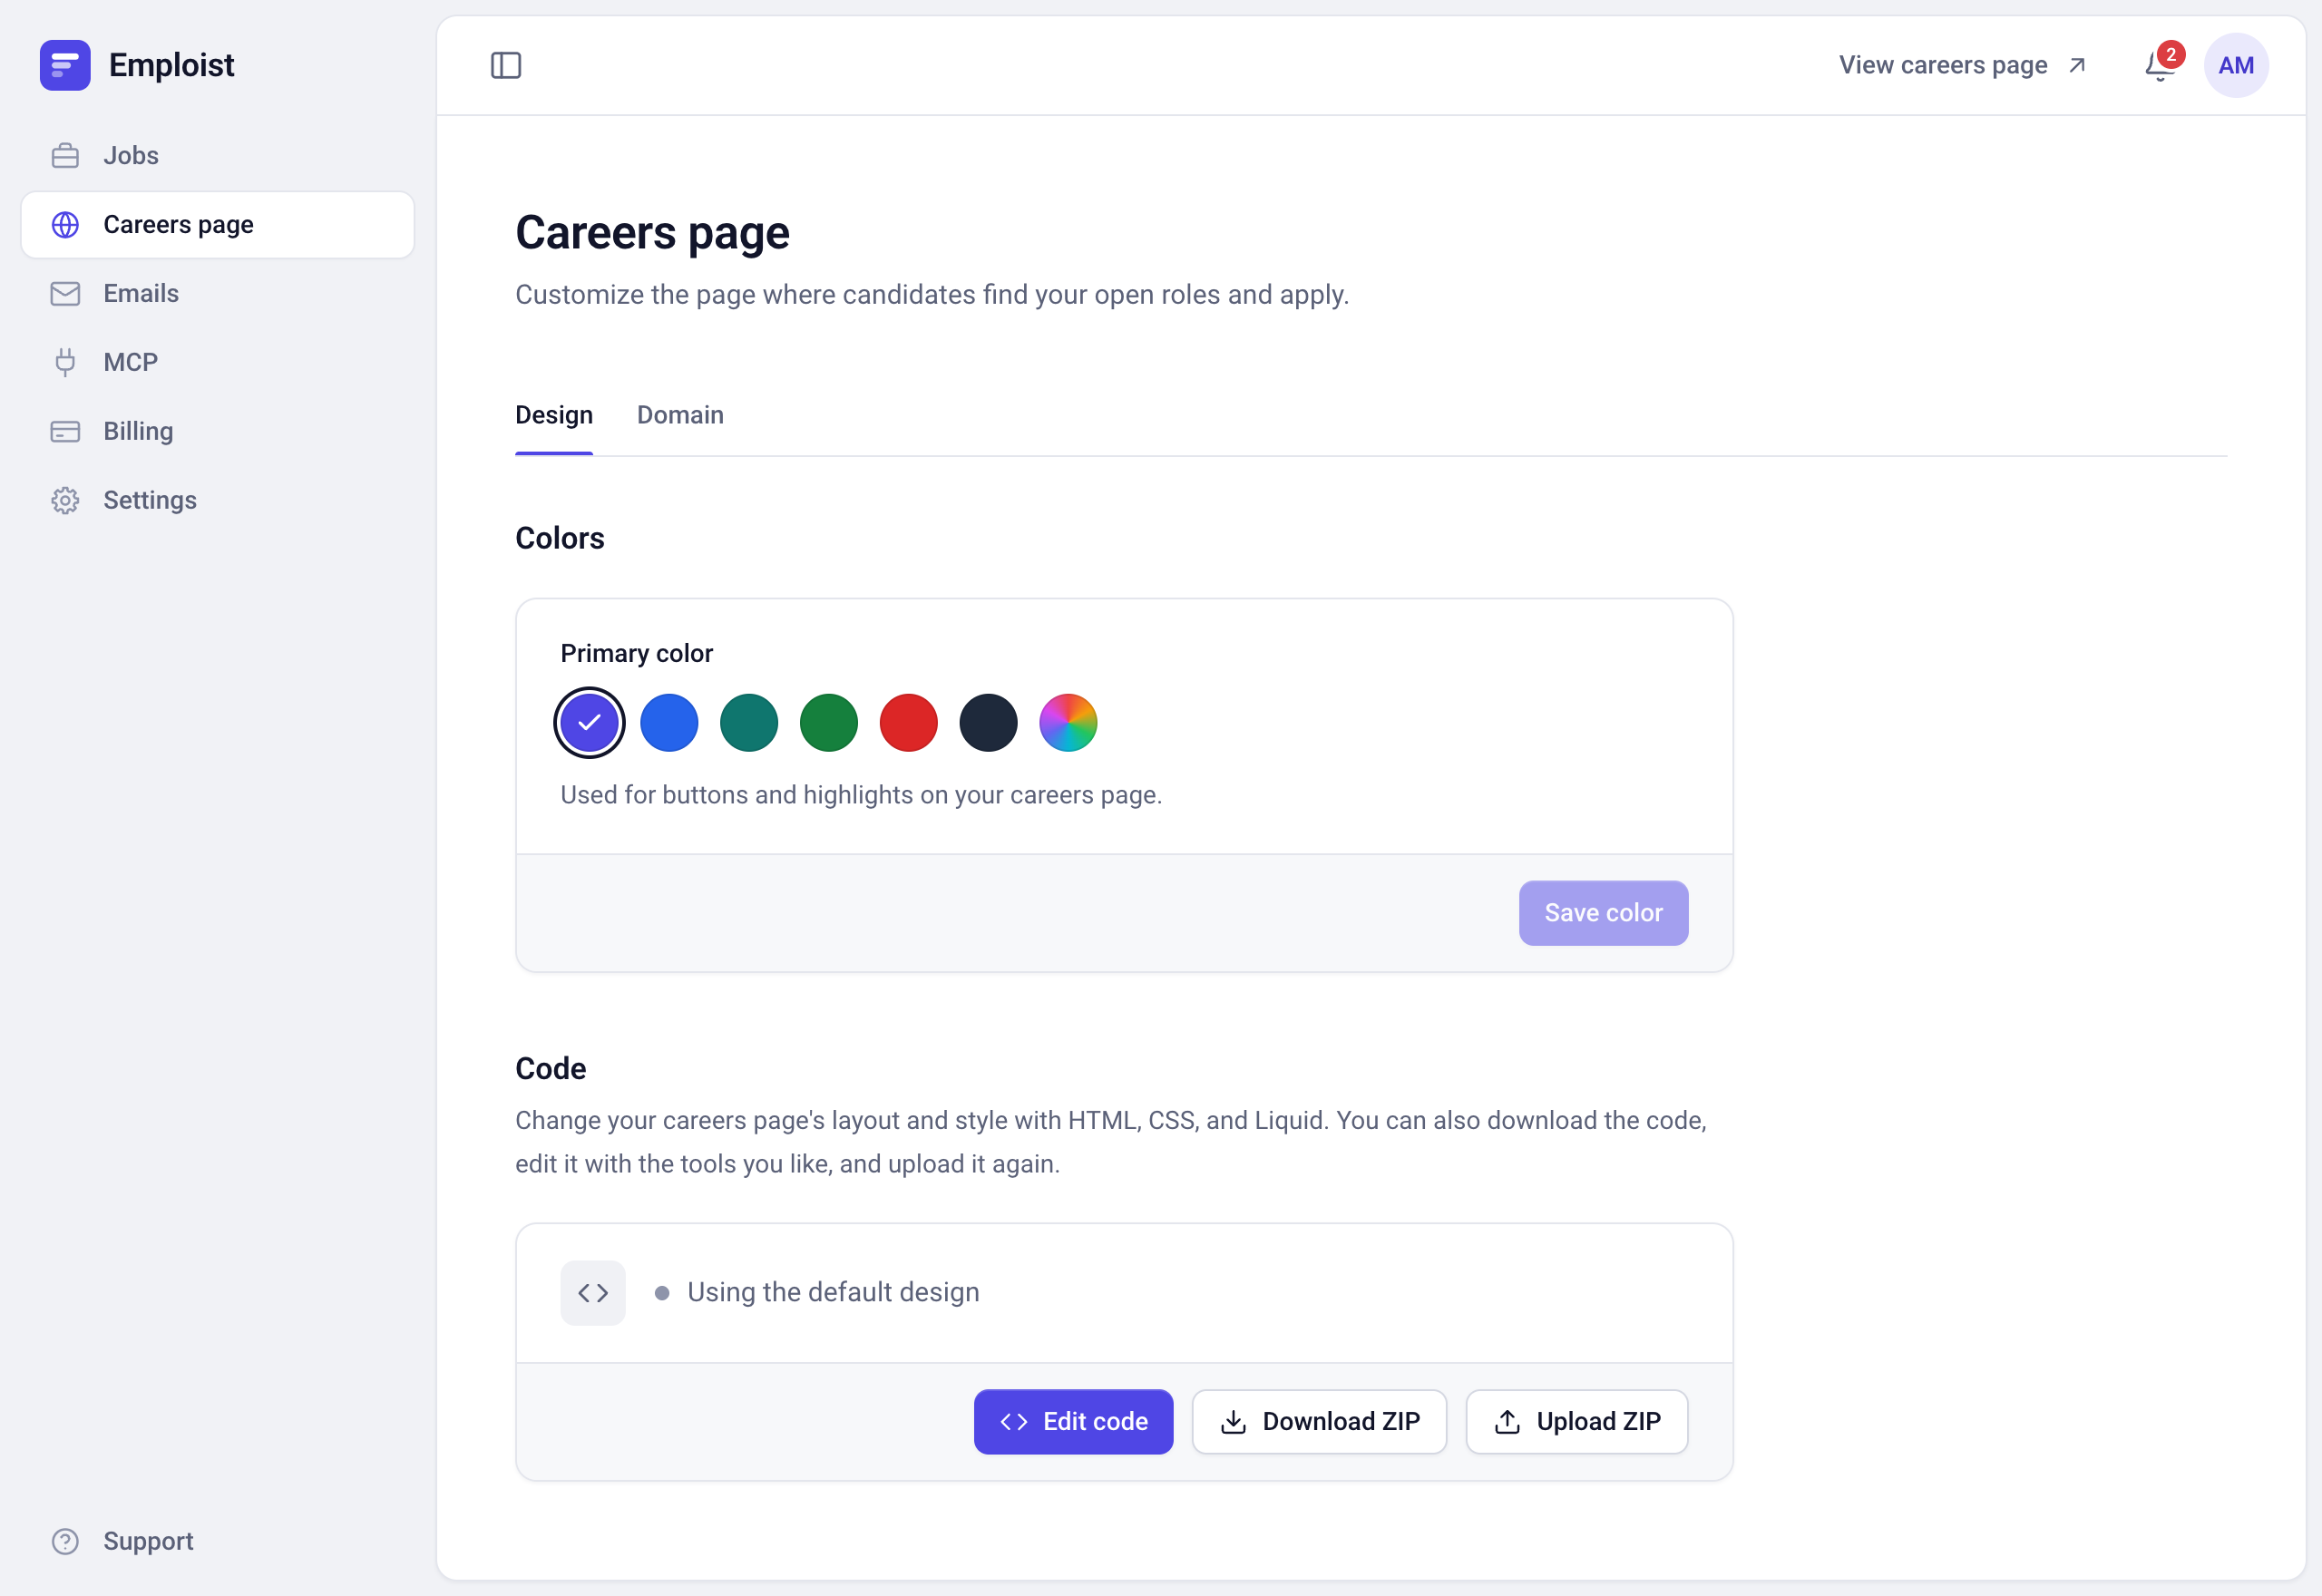 Emploist
Jobs
Careers page
Emails
MCP
Billing
Settings
Support
View careers page
2
AM
Careers page
Customize the page where candidates find your open roles and apply.
Design
Domain
Colors
Primary color
Used for buttons and highlights on your careers page.
Save color
Code
Change your careers page's layout and style with HTML, CSS, and Liquid. You can also download the code,
edit it with the tools you like, and upload it again.
Using the default design
Edit code
Download ZIP
Upload ZIP